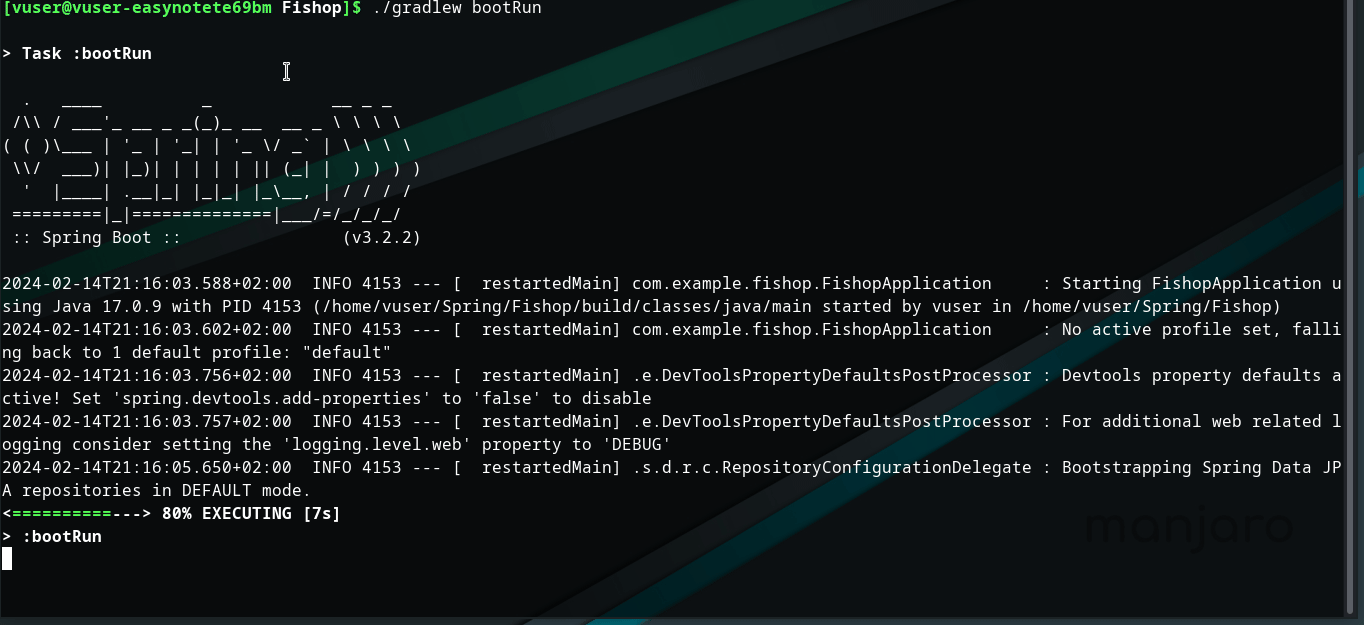 [vuser@vuser-easynotete69bm Fishop]$ ./gradlew bootRun
> Task :bootRun
  .   ____          _            __ _ _
 /\\ / ___'_ __ _ _(_)_ __  __ _ \ \ \ \
( ( )\___ | '_ | '_| | '_ \/ _` | \ \ \ \
 \\/  ___)| |_)| | | | | || (_| |  ) ) ) )
  '  |____| .__|_| |_|_| |_\__, | / / / /
 =========|_|==============|___/=/_/_/_/
 :: Spring Boot ::                (v3.2.2)
2024-02-14T21:16:03.588+02:00  INFO 4153 --- [  restartedMain] com.example.fishop.FishopApplication     : Starting FishopApplication u
sing Java 17.0.9 with PID 4153 (/home/vuser/Spring/Fishop/build/classes/java/main started by vuser in /home/vuser/Spring/Fishop)
2024-02-14T21:16:03.602+02:00  INFO 4153 --- [  restartedMain] com.example.fishop.FishopApplication     : No active profile set, falli
ng back to 1 default profile: "default"
2024-02-14T21:16:03.756+02:00  INFO 4153 --- [  restartedMain] .e.DevToolsPropertyDefaultsPostProcessor : Devtools property defaults a
ctive! Set 'spring.devtools.add-properties' to 'false' to disable
2024-02-14T21:16:03.757+02:00  INFO 4153 --- [  restartedMain] .e.DevToolsPropertyDefaultsPostProcessor : For additional web related l
ogging consider setting the 'logging.level.web' property to 'DEBUG'
2024-02-14T21:16:05.650+02:00  INFO 4153 --- [  restartedMain] .s.d.r.c.RepositoryConfigurationDelegate : Bootstrapping Spring Data JP
A repositories in DEFAULT mode.
<==========---> 80% EXECUTING [7s]
> :bootRun
manjaro